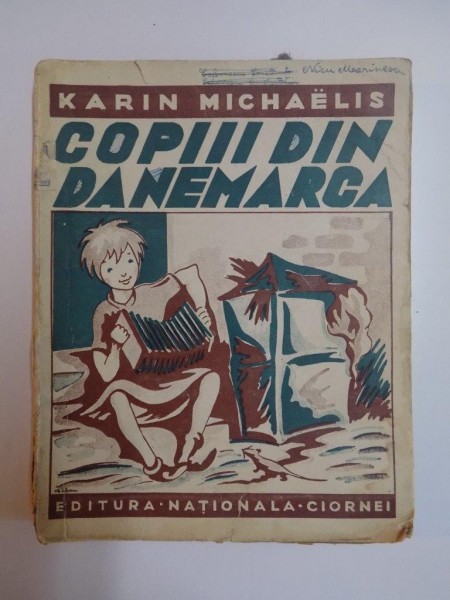 KARIN MICHAËLIS
COPIII DIN
DANEMARCA
EDITURA · NAȚIONALA · CIORNEI